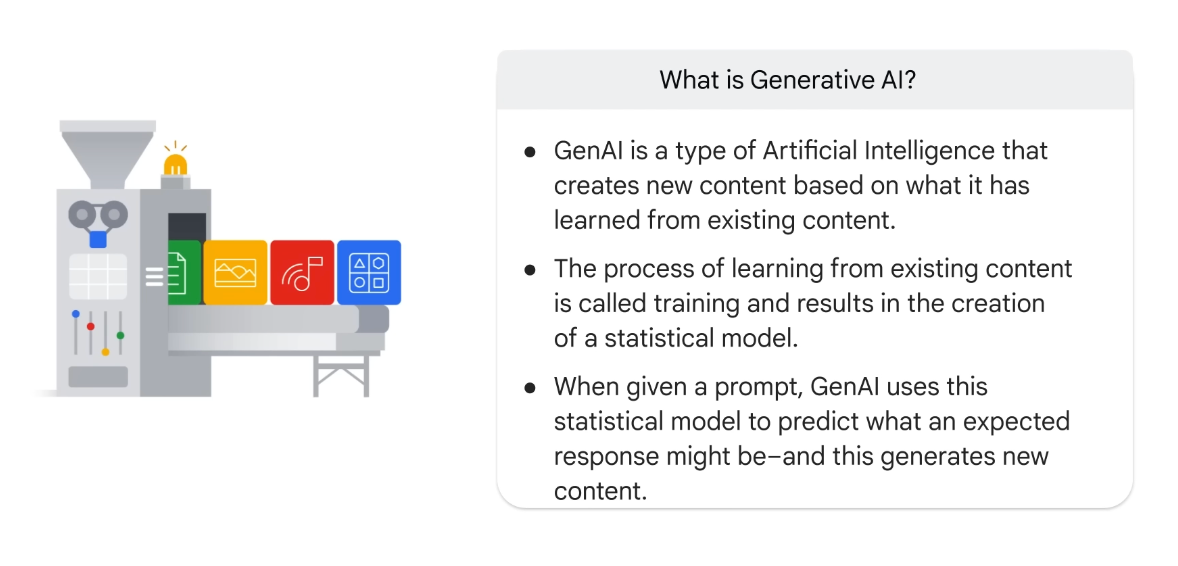 What is Generative AI?
● GenAI is a type of Artificial Intelligence that
creates new content based on what it has
learned from existing content.
● The process of learning from existing content
is called training and results in the creation
of a statistical model.
● When given a prompt, GenAI uses this
statistical model to predict what an expected
response might be–and this generates new
content.